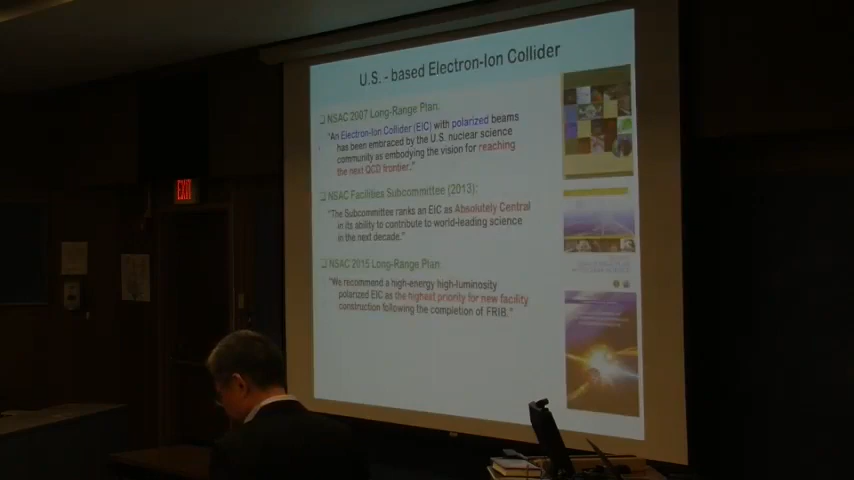 U.S. - based Electron-Ion Collider
❑ NSAC 2007 Long-Range Plan:
"An Electron-Ion Collider (EIC) with polarized beams
has been embraced by the U.S. nuclear science
community as embodying the vision for reaching
the next QCD frontier."
❑ NSAC Facilities Subcommittee (2013):
"The Subcommittee ranks an EIC as Absolutely Central
in its ability to contribute to world-leading science
in the next decade."
❑ NSAC 2015 Long-Range Plan:
"We recommend a high-energy high-luminosity
polarized EIC as the highest priority for new facility
construction following the completion of FRIB."
EXIT